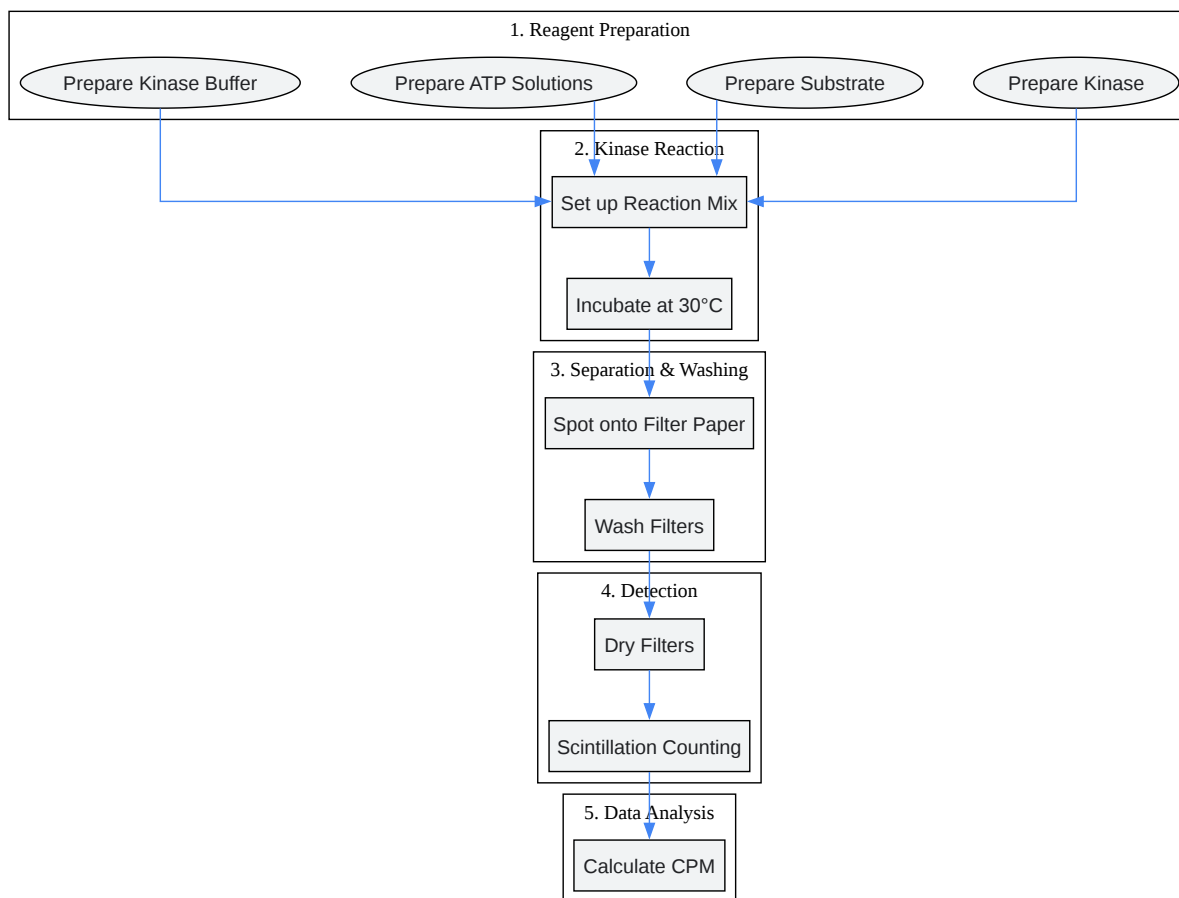 1. Reagent Preparation
Prepare Kinase Buffer
Prepare ATP Solutions
Prepare Substrate
Prepare Kinase
2. Kinase Reaction
Set up Reaction Mix
Incubate at 30°C
3. Separation & Washing
Spot onto Filter Paper
Wash Filters
4. Detection
Dry Filters
Scintillation Counting
5. Data Analysis
Calculate CPM